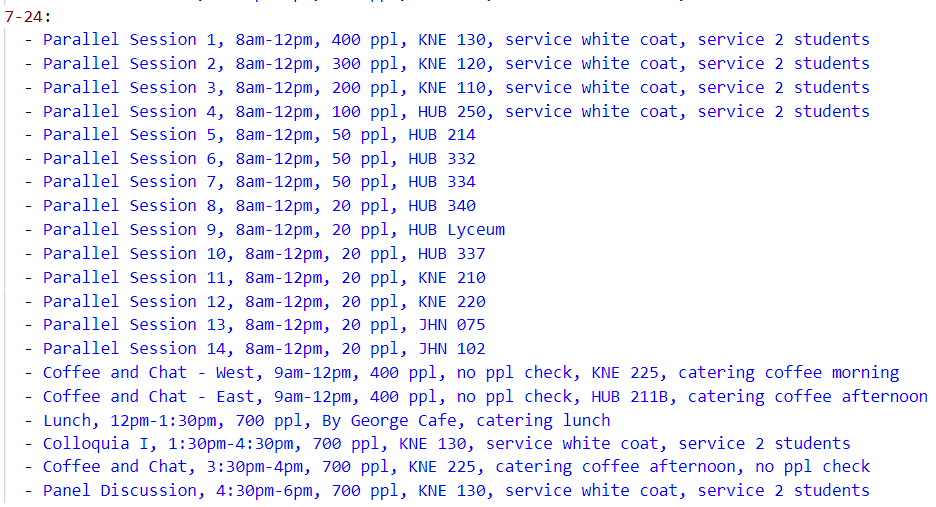 7-24:
- Parallel Session 1, 8am-12pm, 400 ppl, KNE 130, service white coat, service 2 students
- Parallel Session 2, 8am-12pm, 300 ppl, KNE 120, service white coat, service 2 students
- Parallel Session 3, 8am-12pm, 200 ppl, KNE 110, service white coat, service 2 students
- Parallel Session 4, 8am-12pm, 100 ppl, HUB 250, service white coat, service 2 students
- Parallel Session 5, 8am-12pm, 50 ppl, HUB 214
- Parallel Session 6, 8am-12pm, 50 ppl, HUB 332
- Parallel Session 7, 8am-12pm, 50 ppl, HUB 334
- Parallel Session 8, 8am-12pm, 20 ppl, HUB 340
- Parallel Session 9, 8am-12pm, 20 ppl, HUB Lyceum
- Parallel Session 10, 8am-12pm, 20 ppl, HUB 337
- Parallel Session 11, 8am-12pm, 20 ppl, KNE 210
- Parallel Session 12, 8am-12pm, 20 ppl, KNE 220
- Parallel Session 13, 8am-12pm, 20 ppl, JHN 075
- Parallel Session 14, 8am-12pm, 20 ppl, JHN 102
- Coffee and Chat - West, 9am-12pm, 400 ppl, no ppl check, KNE 225, catering coffee morning
- Coffee and Chat - East, 9am-12pm, 400 ppl, no ppl check, HUB 211B, catering coffee afternoon
- Lunch, 12pm-1:30pm, 700 ppl, By George Cafe, catering lunch
- Colloquia I, 1:30pm-4:30pm, 700 ppl, KNE 130, service white coat, service 2 students
- Coffee and Chat, 3:30pm-4pm, 700 ppl, KNE 225, catering coffee afternoon, no ppl check
- Panel Discussion, 4:30pm-6pm, 700 ppl, KNE 130, service white coat, service 2 students